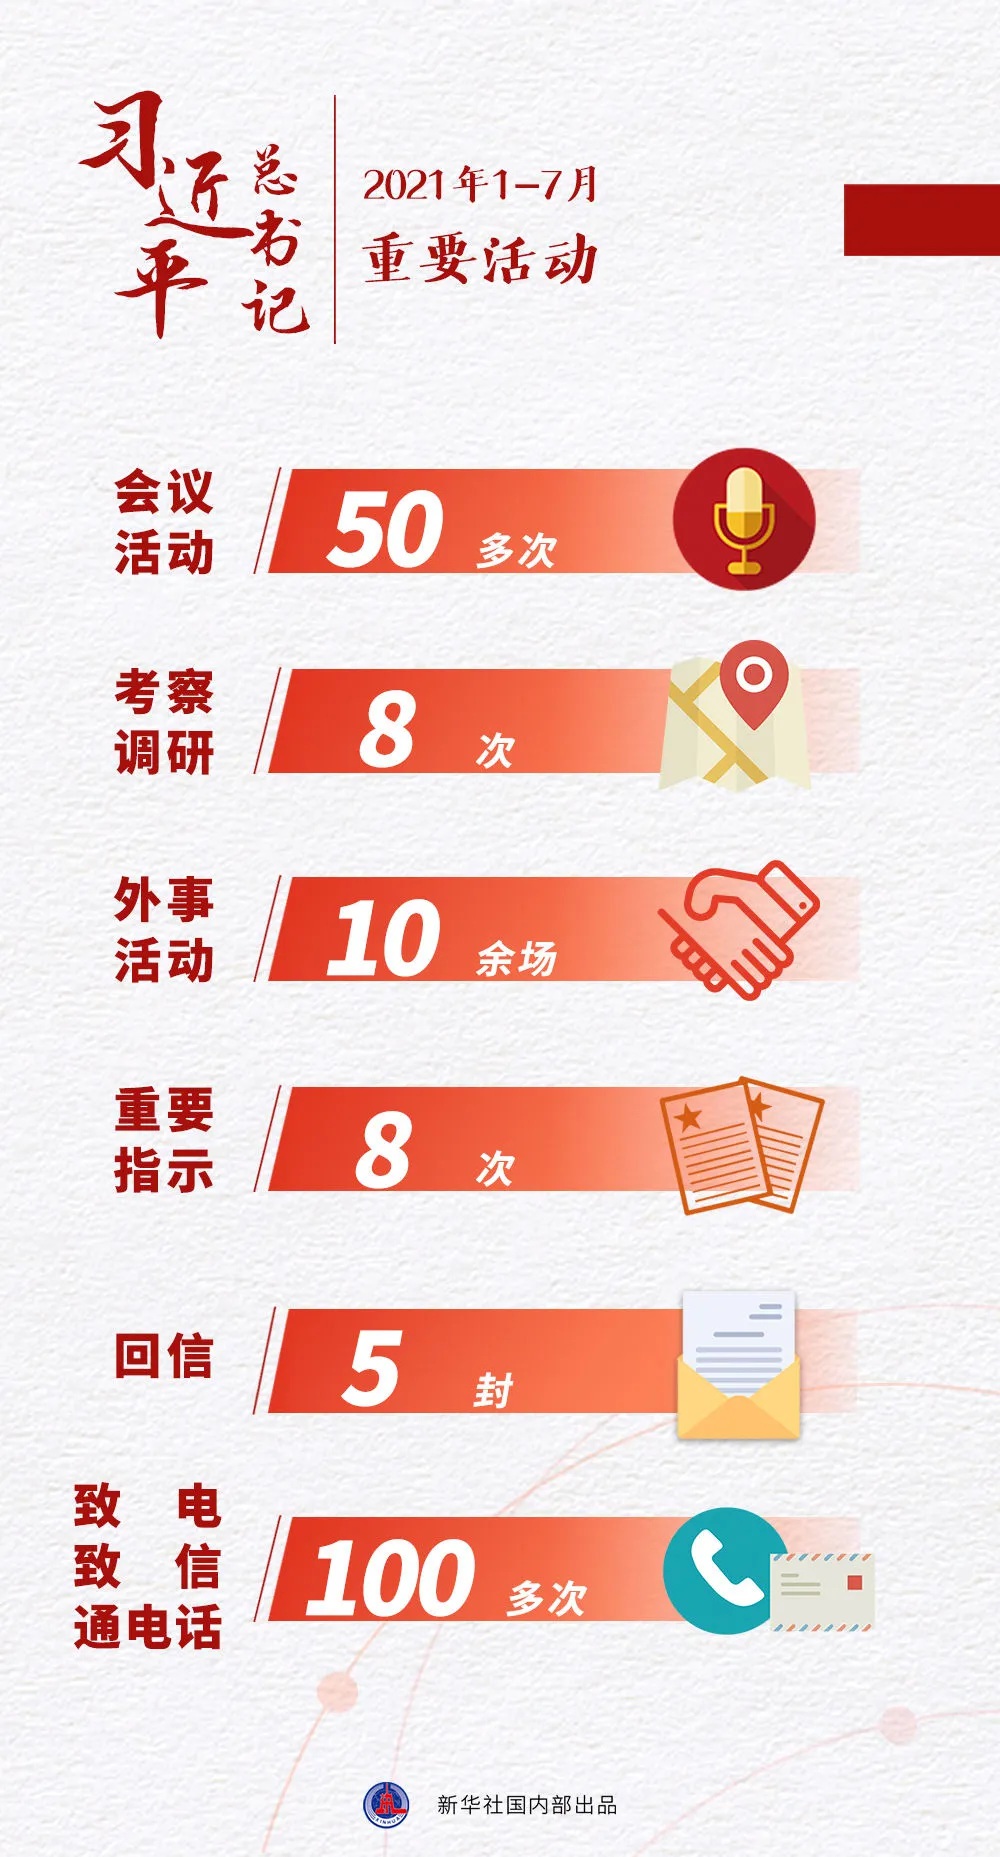 习近平
总书记
2021年1-7月
重要活动
会议
活动
50 多次
考察
调研
8 次
外事
活动
10 余场
重要
指示
8 次
回信
5 封
致 电
致 信
通电话
100 多次
XINHUA
新华社国内部出品